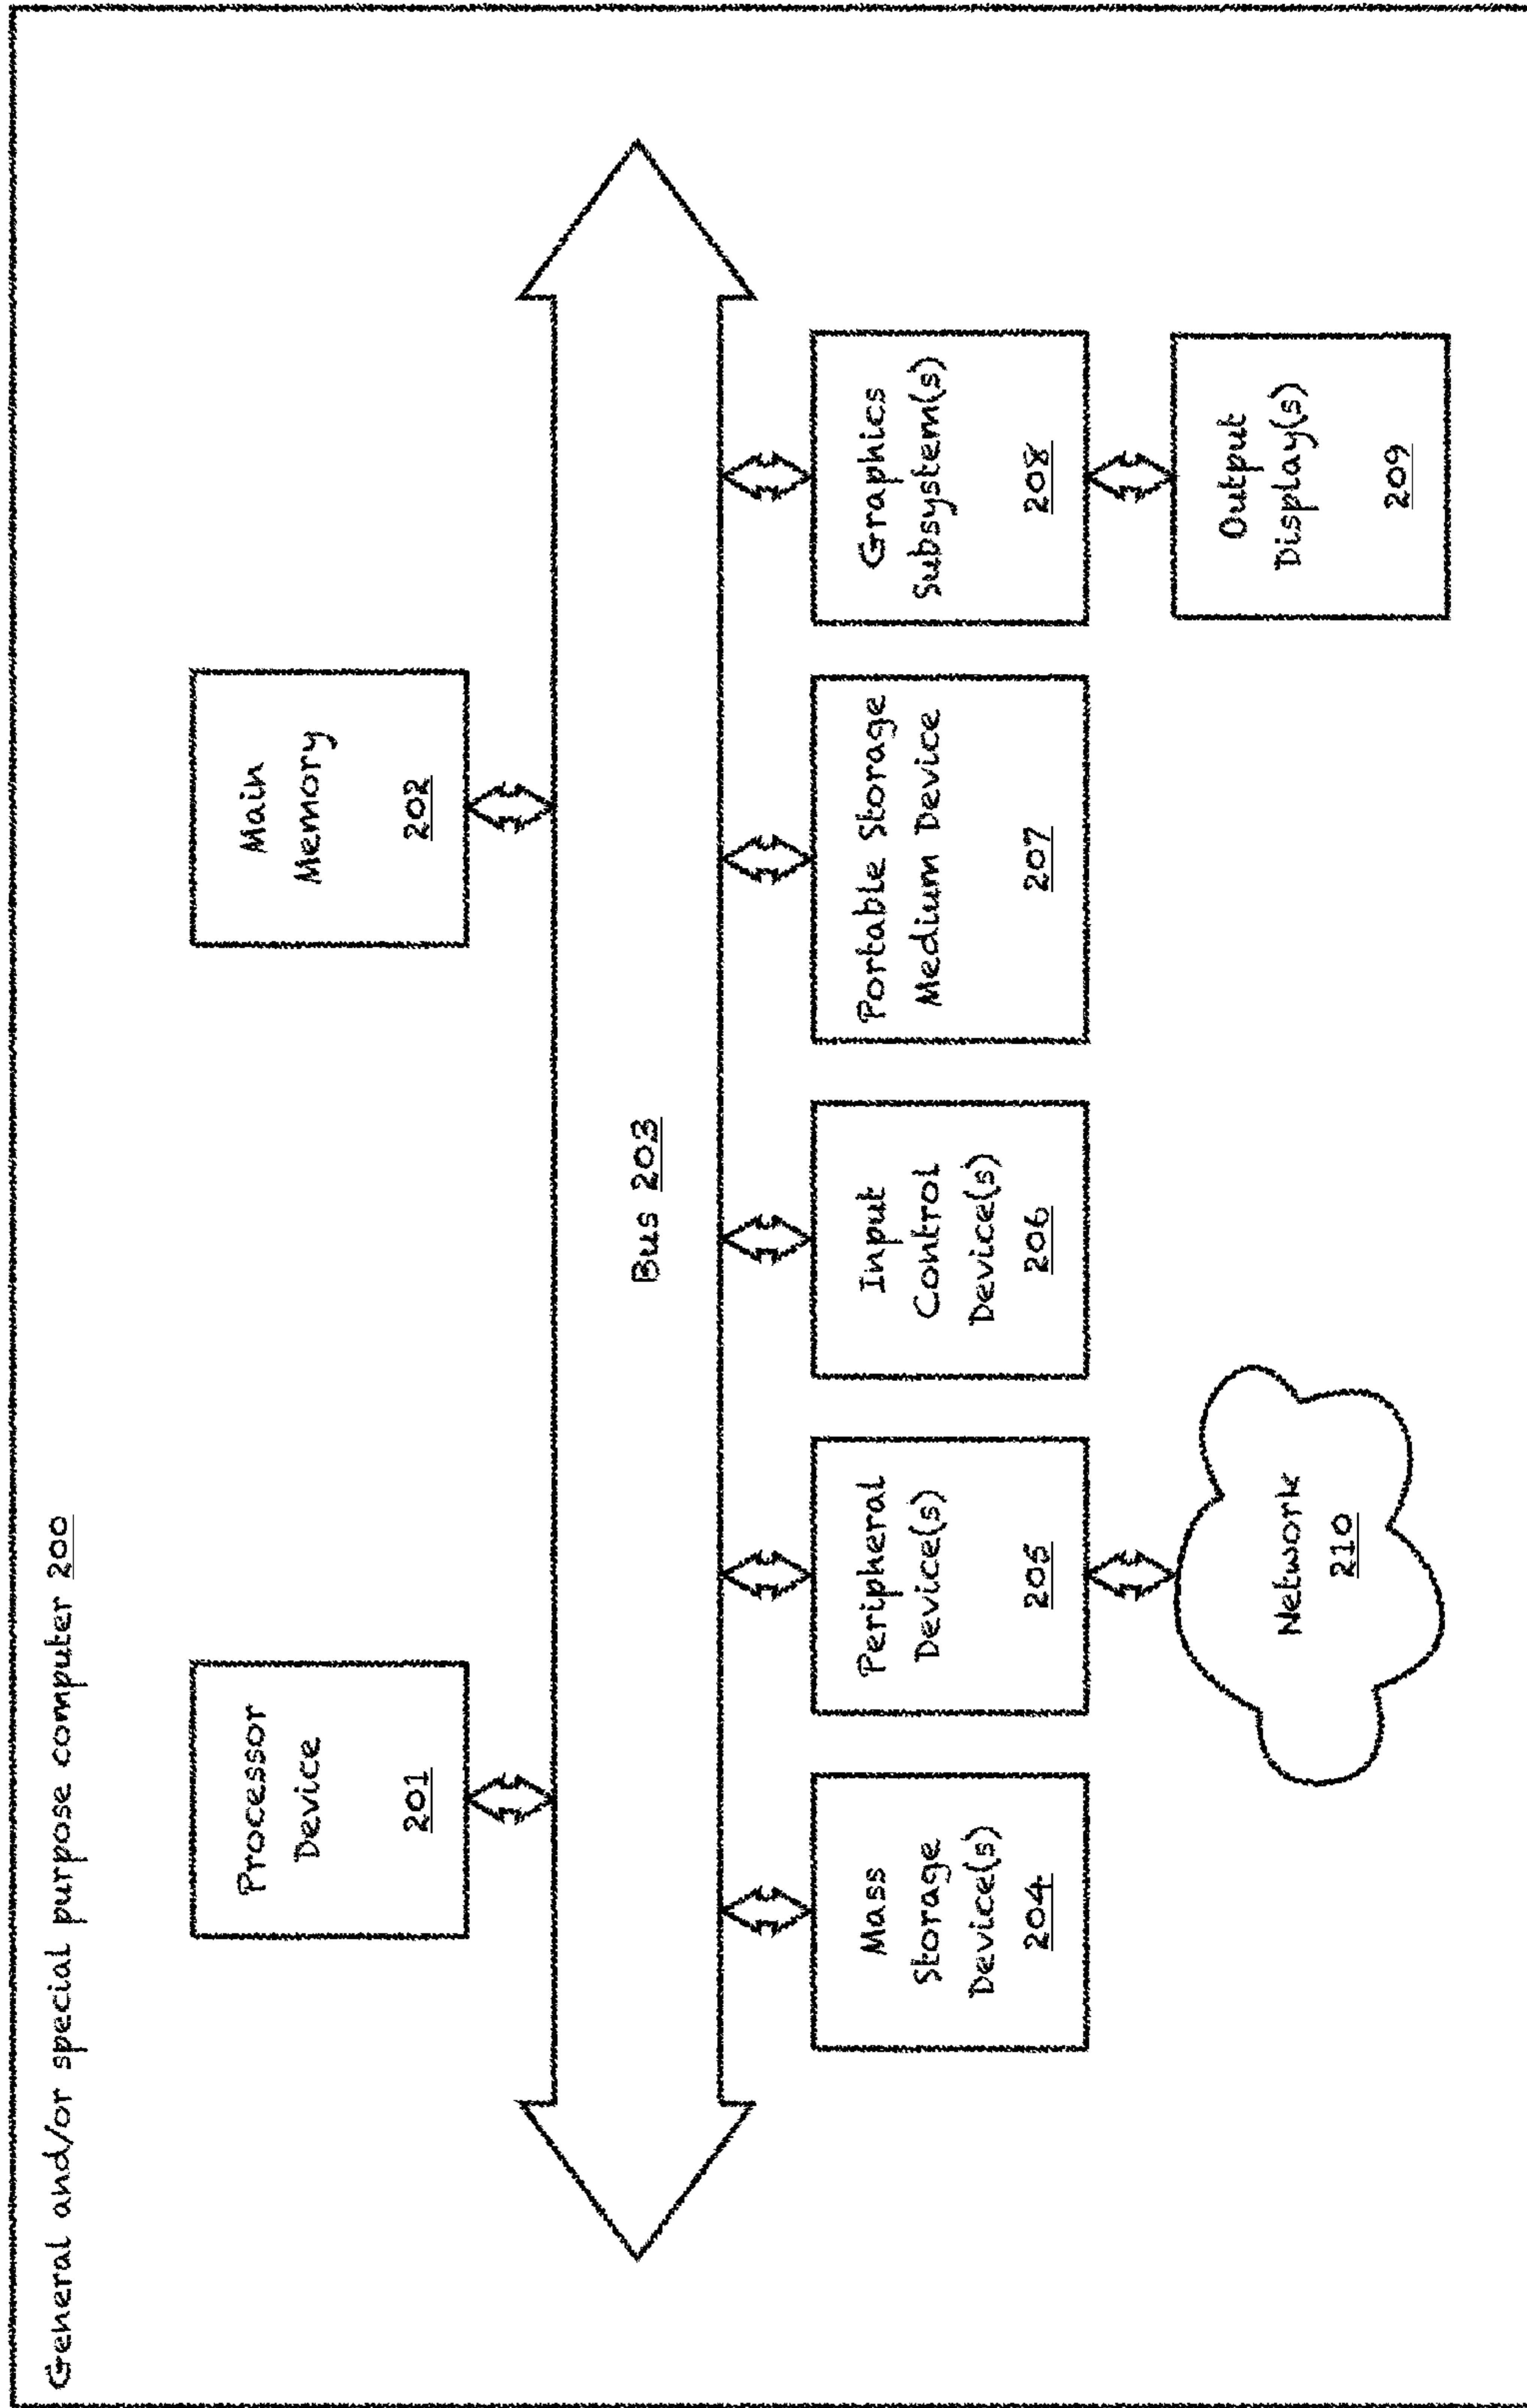 General and/or special purpose computer 200
Processor
Device
201
Main
Memory
202
Bus 203
Mass
Storage
Device(s)
204
Peripheral
Device(s)
205
Input
Control
Device(s)
206
Portable Storage
Medium Device
207
Graphics
Subsystem(s)
208
Network
210
Output
Display(s)
209